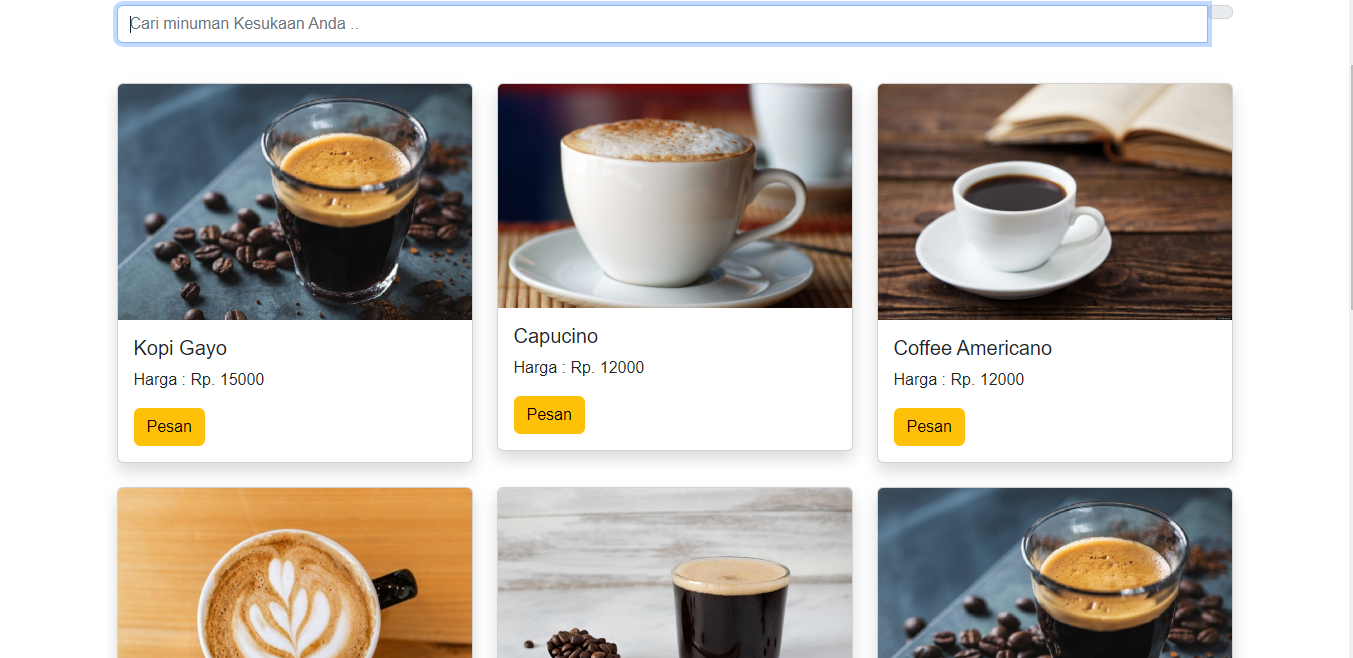 Cari minuman Kesukaan Anda ..
Kopi Gayo
Harga : Rp. 15000
Pesan
Capucino
Harga : Rp. 12000
Pesan
Coffee Americano
Harga : Rp. 12000
Pesan